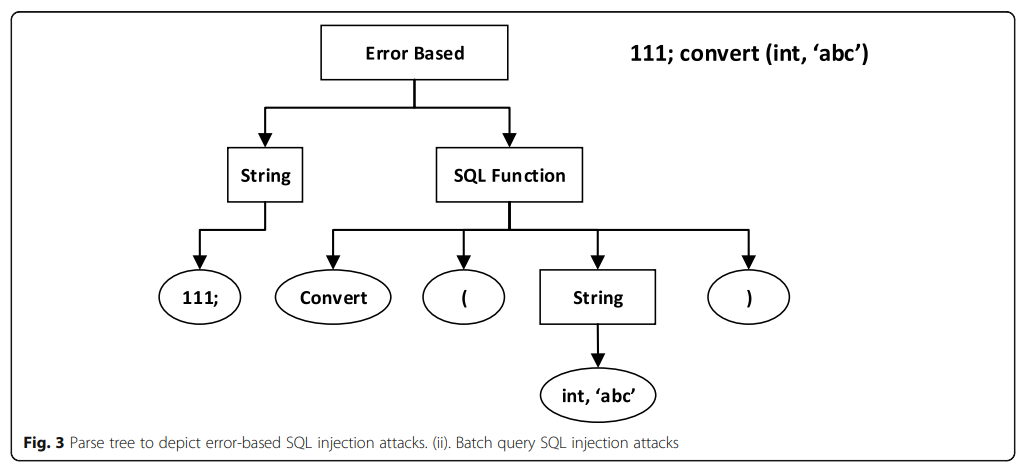 Error Based
111; convert (int, ‘abc’)
String
SQL Function
111;
Convert
(
String
)
int, ‘abc’
Fig. 3 Parse tree to depict error-based SQL injection attacks. (ii). Batch query SQL injection attacks